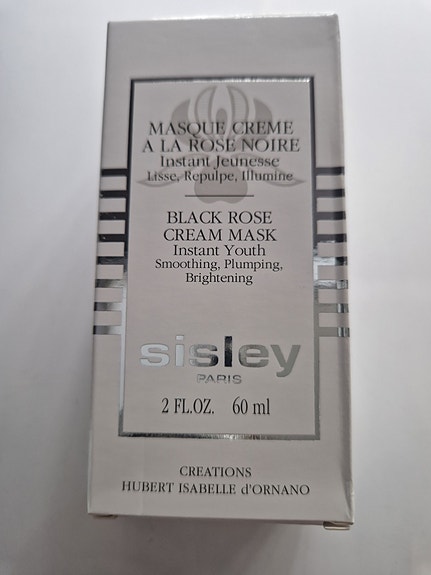 MASQUE CREME
A LA ROSE NOIRE
Instant Jeunesse
Lisse, Repulpe, Illumine
BLACK ROSE
CREAM MASK
Instant Youth
Smoothing, Plumping,
Brightening
sisley
PARIS
2 FL.OZ. 60 ml
CREATIONS
HUBERT ISABELLE d'ORNANO